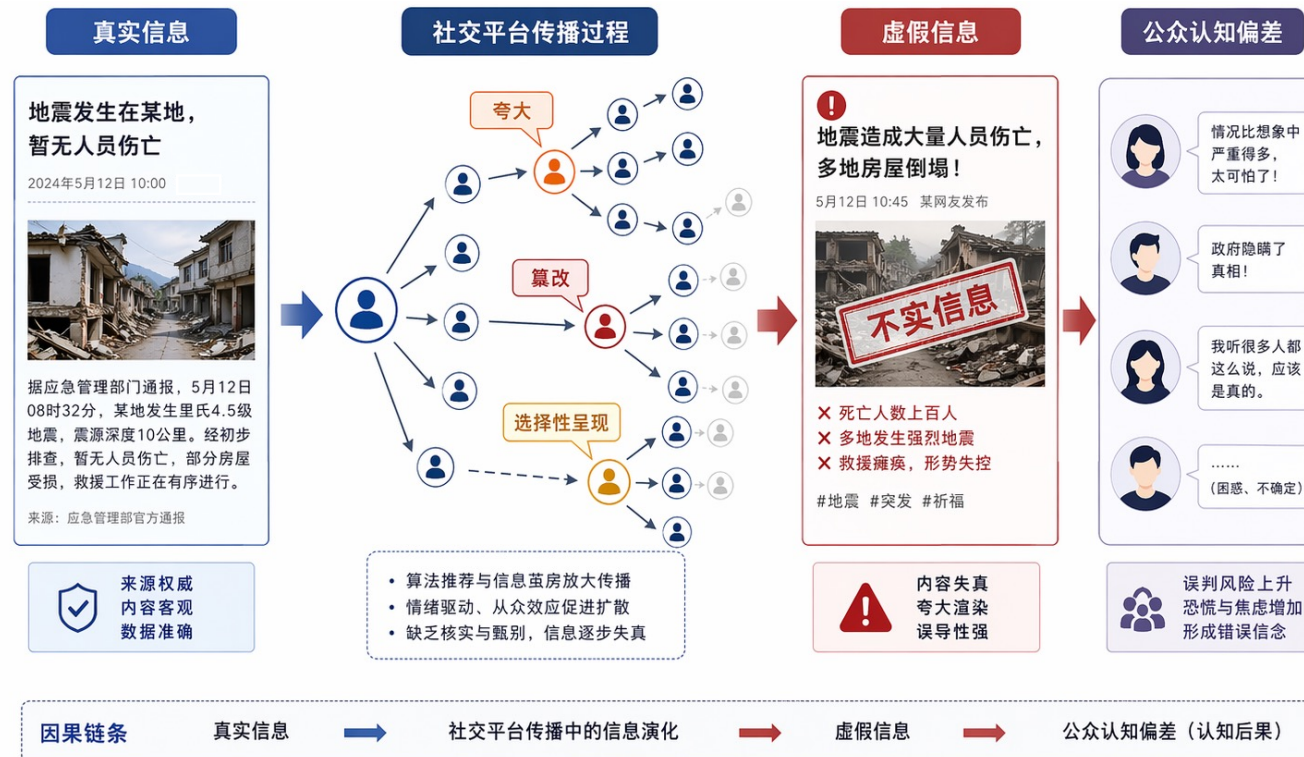 真实信息
社交平台传播过程
虚假信息
公众认知偏差
地震发生在某地，
暂无人员伤亡
2024年5月12日 10:00
据应急管理部门通报，5月12日
08时32分，某地发生里氏4.5级
地震，震源深度10公里。经初步
排查，暂无人员伤亡，部分房屋
受损，救援工作正在有序进行。
来源：应急管理部官方通报
来源权威
内容客观
数据准确
夸大
篡改
选择性呈现
• 算法推荐与信息茧房放大传播
• 情绪驱动、从众效应促进扩散
• 缺乏核实与甄别，信息逐步失真
地震造成大量人员伤亡，
多地房屋倒塌！
5月12日 10:45 某网友发布
不实信息
✕ 死亡人数上百人
✕ 多地发生强烈地震
✕ 救援瘫痪，形势失控
#地震 #突发 #祈福
内容失真
夸大渲染
误导性强
情况比想象中
严重得多，
太可怕了！
政府隐瞒了
真相！
我听很多人都
这么说，应该
是真的。
……
（困惑、不确定）
误判风险上升
恐慌与焦虑增加
形成错误信念
因果链条
真实信息
社交平台传播中的信息演化
虚假信息
公众认知偏差（认知后果）